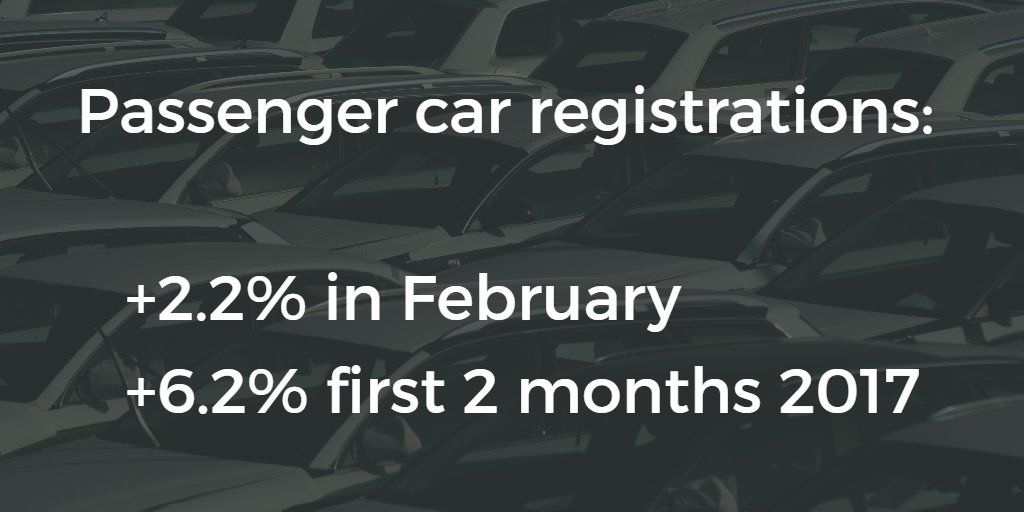 Passenger car registrations:
+2.2% in February
+6.2% first 2 months 2017